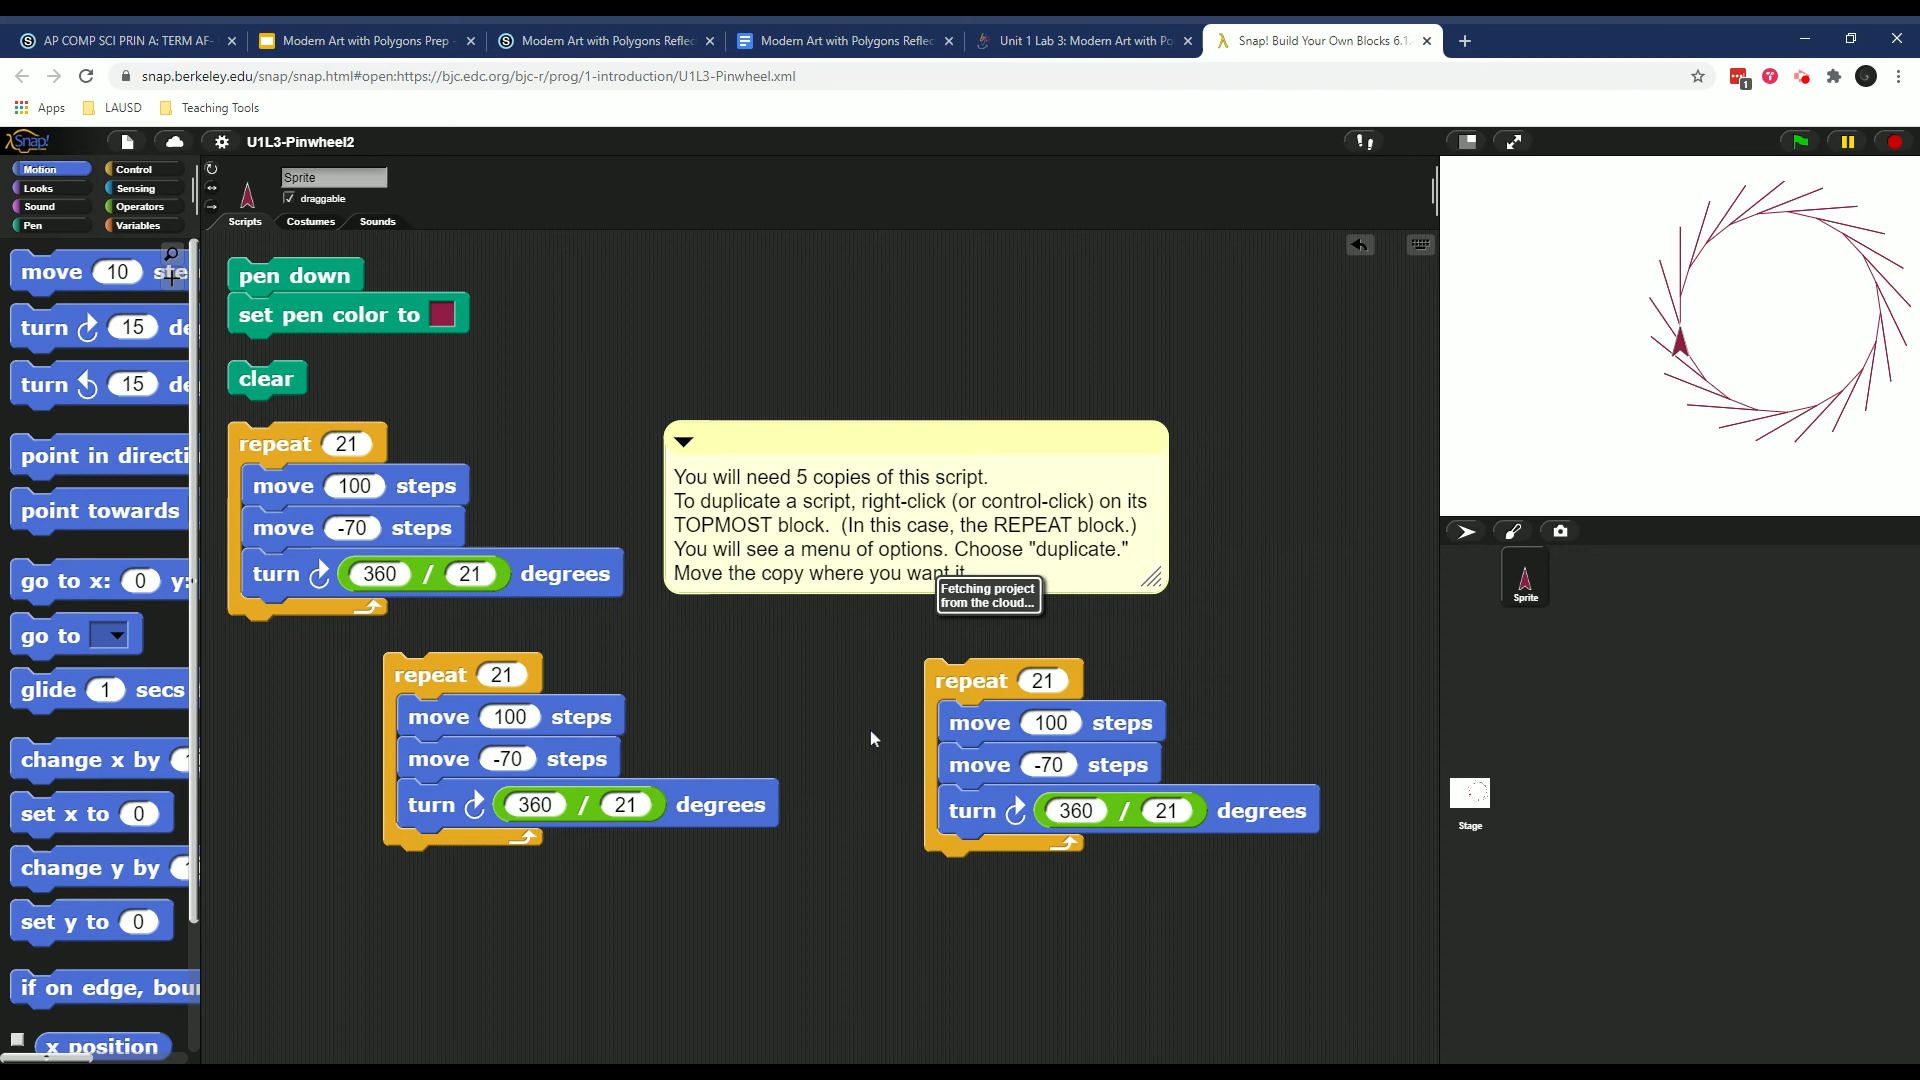 AP COMP SCI PRIN A: TERM AF-
Modern Art with Polygons Prep -
Modern Art with Polygons Reflec
Modern Art with Polygons Reflec
Unit 1 Lab 3: Modern Art with Po
Snap! Build Your Own Blocks 6.1.
snap.berkeley.edu/snap/snap.html#open:https://bjc.edc.org/bjc-r/prog/1-introduction/U1L3-Pinwheel.xml
1
Apps
LAUSD
Teaching Tools
Snap!
U1L3-Pinwheel2
Motion
Control
Looks
Sensing
Sound
Operators
Pen
Variables
Sprite
draggable
Scripts
Costumes
Sounds
move 10 ste
turn 15 de
turn 15 de
point in directi
point towards
go to x: 0 y:
go to
glide 1 secs
change x by
set x to 0
change y by
set y to 0
if on edge, bou
x position
pen down
set pen color to
clear
repeat 21
move 100 steps
move -70 steps
turn 360 / 21 degrees
You will need 5 copies of this script.
To duplicate a script, right-click (or control-click) on its
TOPMOST block. (In this case, the REPEAT block.)
You will see a menu of options. Choose "duplicate."
Move the copy where you want it
Fetching project
from the cloud...
repeat 21
move 100 steps
move -70 steps
turn 360 / 21 degrees
repeat 21
move 100 steps
move -70 steps
turn 360 / 21 degrees
Sprite
Stage